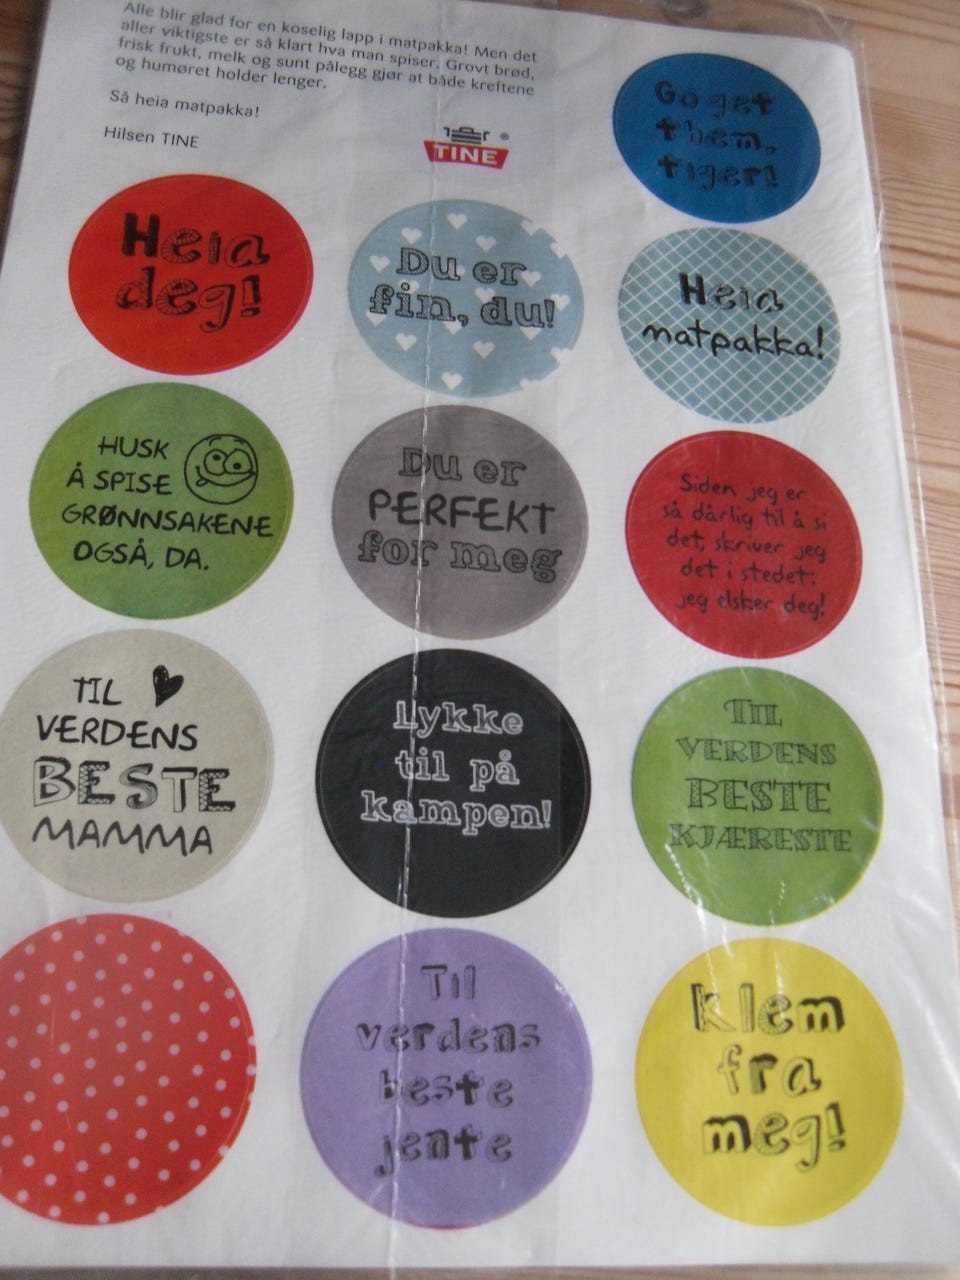 Alle blir glad for en koselig lapp i matpakka! Men det
aller viktigste er så klart hva man spiser. Grovt brød,
frisk frukt, melk og sunt pålegg gjør at både kreftene
og humøret holder lenger.
Så heia matpakka!
Hilsen TINE
TINE®
Go get
them,
tiger!
Heia
deg!
Du er
fin, du!
Heia
matpakka!
HUSK
Å SPISE
GRØNNSAKENE
OGSÅ, DA.
Du er
PERFEKT
for meg
Siden jeg er
så dårlig til å si
det, skriver jeg
det i stedet:
jeg elsker deg!
TIL
VERDENS
BESTE
MAMMA
Lykke
til på
kampen!
TIL
VERDENS
BESTE
KJÆRESTE
Til
verdens
beste
jente
Klem
fra
meg!